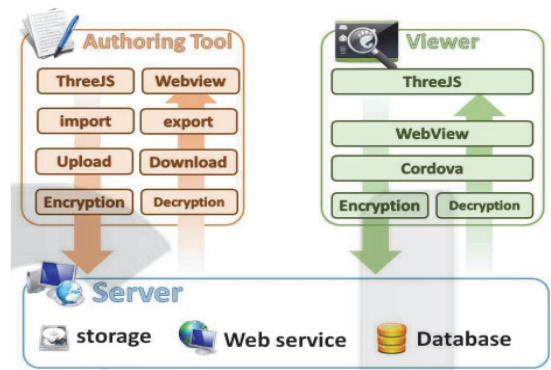 Authoring Tool
ThreeJS
Webview
import
export
Upload
Download
Encryption
Decryption
Viewer
ThreeJS
WebView
Cordova
Encryption
Decryption
Server
storage
Web service
Database